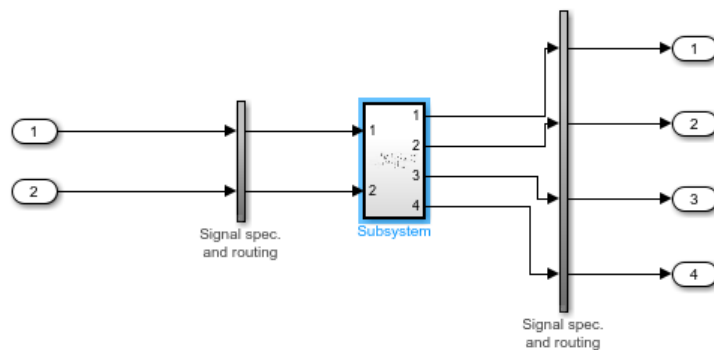 1
2
Signal spec.
and routing
1
2
1
2
3
4
Subsystem
Signal spec.
and routing
1
2
3
4